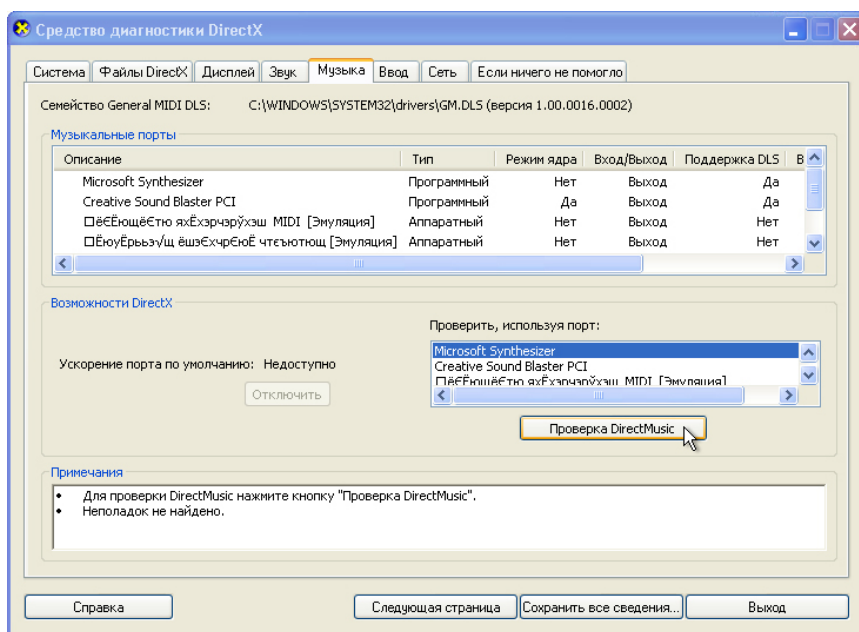 Средство диагностики DirectX
Система Файлы DirectX Дисплей Звук Музыка Ввод Сеть Если ничего не помогло
Семейство General MIDI DLS: C:\WINDOWS\SYSTEM32\drivers\GM.DLS (версия 1.00.0016.0002)
Музыкальные порты
Описание Тип Режим ядра Вход/Выход Поддержка DLS В
Microsoft Synthesizer Программный Нет Выход Да
Creative Sound Blaster PCI Программный Да Выход Да
MIDI [Эмуляция] Аппаратный Нет Выход Нет
[Эмуляция] Аппаратный Нет Выход Нет
Возможности DirectX
Проверить, используя порт:
Microsoft Synthesizer
Ускорение порта по умолчанию: Недоступно
Creative Sound Blaster PCI
MIDI [Эмуляция]
Отключить
Проверка DirectMusic
Примечания
• Для проверки DirectMusic нажмите кнопку "Проверка DirectMusic".
• Неполадок не найдено.
Справка Следующая страница Сохранить все сведения... Выход